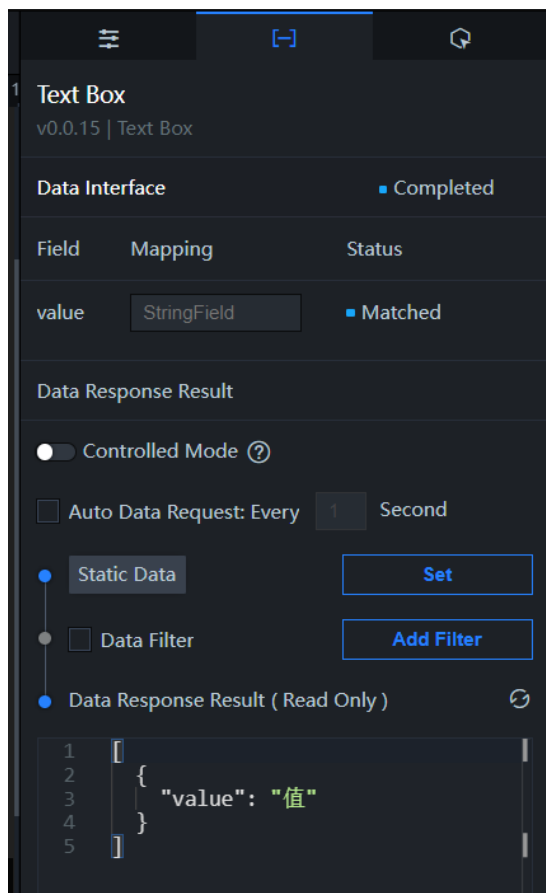 1
Text Box
v0.0.15 | Text Box
Data Interface
Completed
Field Mapping Status
value StringField Matched
Data Response Result
Controlled Mode ?
Auto Data Request: Every 1 Second
Static Data Set
Data Filter Add Filter
Data Response Result ( Read Only )
1 [
2 {
3 "value": "值"
4 }
5 ]